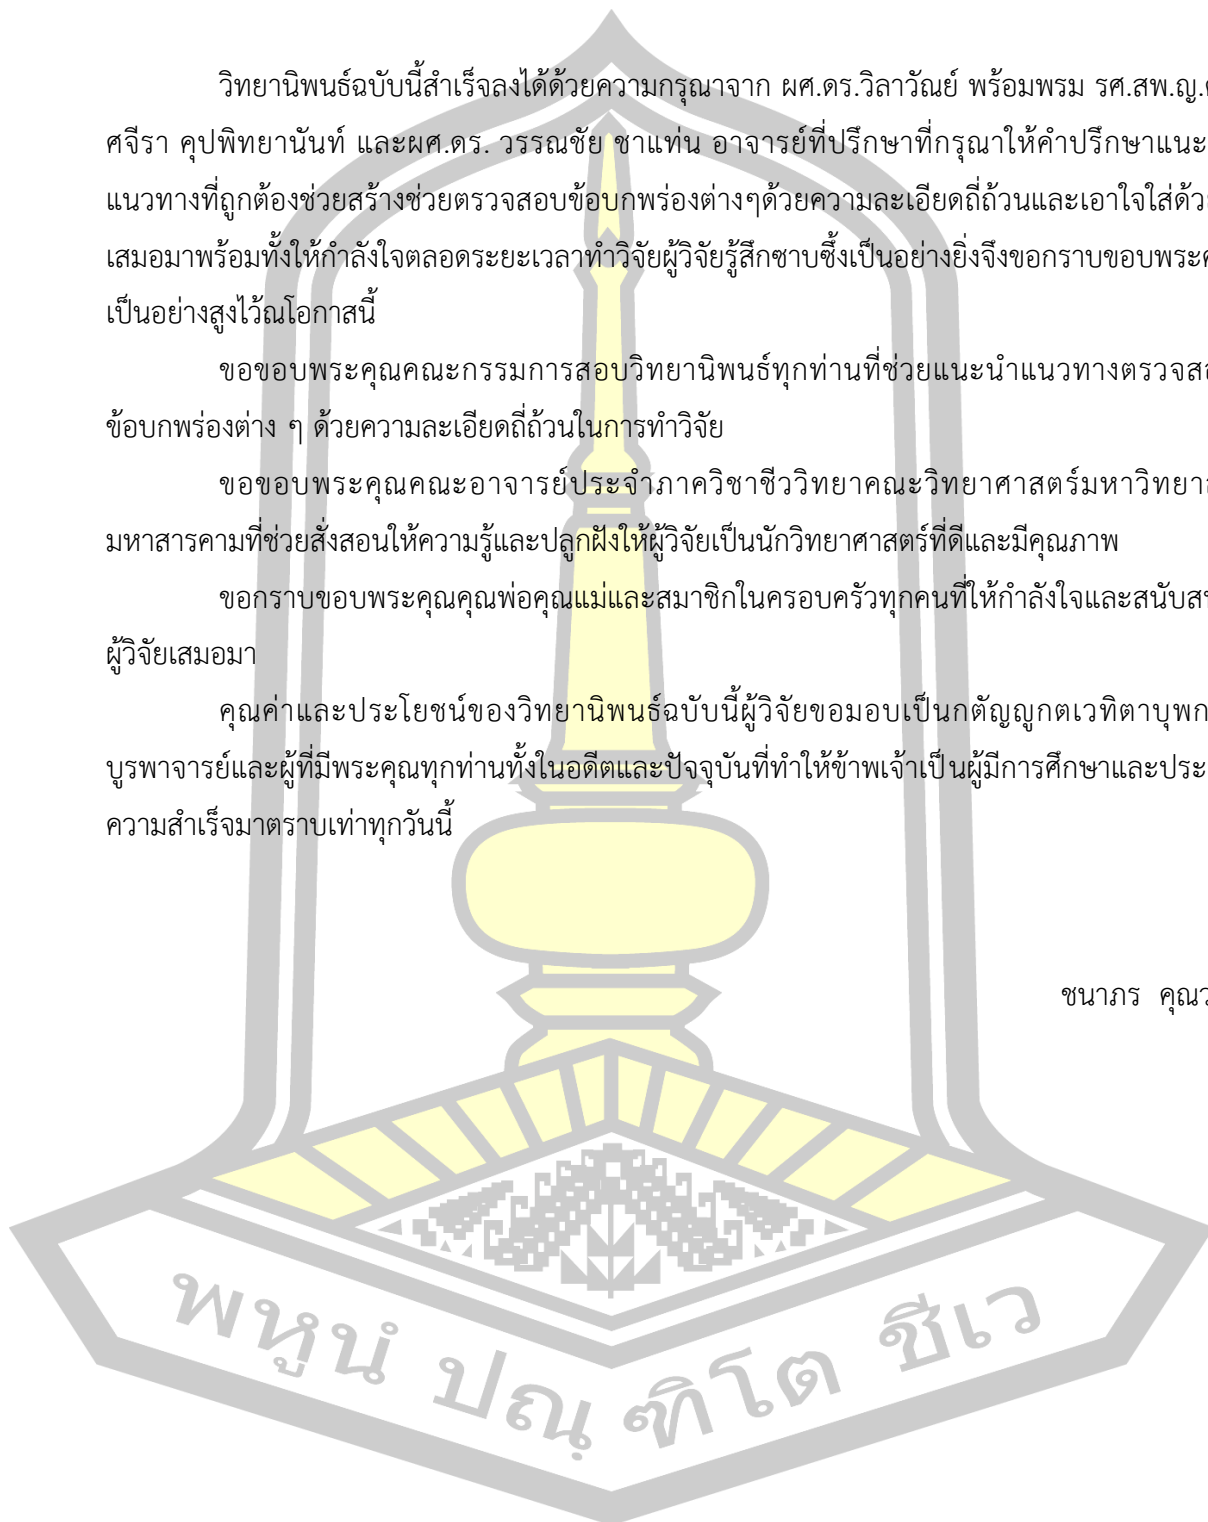 วิทยานิพนธ์ฉบับนี้สำเร็จลงได้ด้วยความกรุณาจาก ผศ.ดร.วิลาวัณย์ พร้อมพรม รศ.สพ.ญ.
ศจีรา คุปพิทยานันท์ และผศ.ดร. วรรณชัย ชาแท่น อาจารย์ที่ปรึกษาที่กรุณาให้คำปรึกษาแนะ
แนวทางที่ถูกต้องช่วยสร้างช่วยตรวจสอบข้อบกพร่องต่างๆด้วยความละเอียดถี่ถ้วนและเอาใจใส่ด้ว
เสมอมาพร้อมทั้งให้กำลังใจตลอดระยะเวลาทำวิจัยผู้วิจัยรู้สึกซาบซึ้งเป็นอย่างยิ่งจึงขอกราบขอบพระ
เป็นอย่างสูงไว้ณโอกาสนี้
ขอขอบพระคุณคณะกรรมการสอบวิทยานิพนธ์ทุกท่านที่ช่วยแนะนำแนวทางตรวจส
ข้อบกพร่องต่าง ๆ ด้วยความละเอียดถี่ถ้วนในการทำวิจัย
ขอขอบพระคุณคณะอาจารย์ประจำภาควิชาชีววิทยาคณะวิทยาศาสตร์มหาวิทยา
มหาสารคามที่ช่วยสั่งสอนให้ความรู้และปลูกฝังให้ผู้วิจัยเป็นนักวิทยาศาสตร์ที่ดีและมีคุณภาพ
ขอกราบขอบพระคุณคุณพ่อคุณแม่และสมาชิกในครอบครัวทุกคนที่ให้กำลังใจและสนับส
ผู้วิจัยเสมอมา
คุณค่าและประโยชน์ของวิทยานิพนธ์ฉบับนี้ผู้วิจัยขอมอบเป็นกตัญญูกตเวทิตาบุพก
บูรพาจารย์และผู้ที่มีพระคุณทุกท่านทั้งในอดีตและปัจจุบันที่ทำให้ข้าพเจ้าเป็นผู้มีการศึกษาและประ
ความสำเร็จมาตราบเท่าทุกวันนี้
ชนาภร คุณ
พหูนํ ปณฺ ฑิโต ชีเว